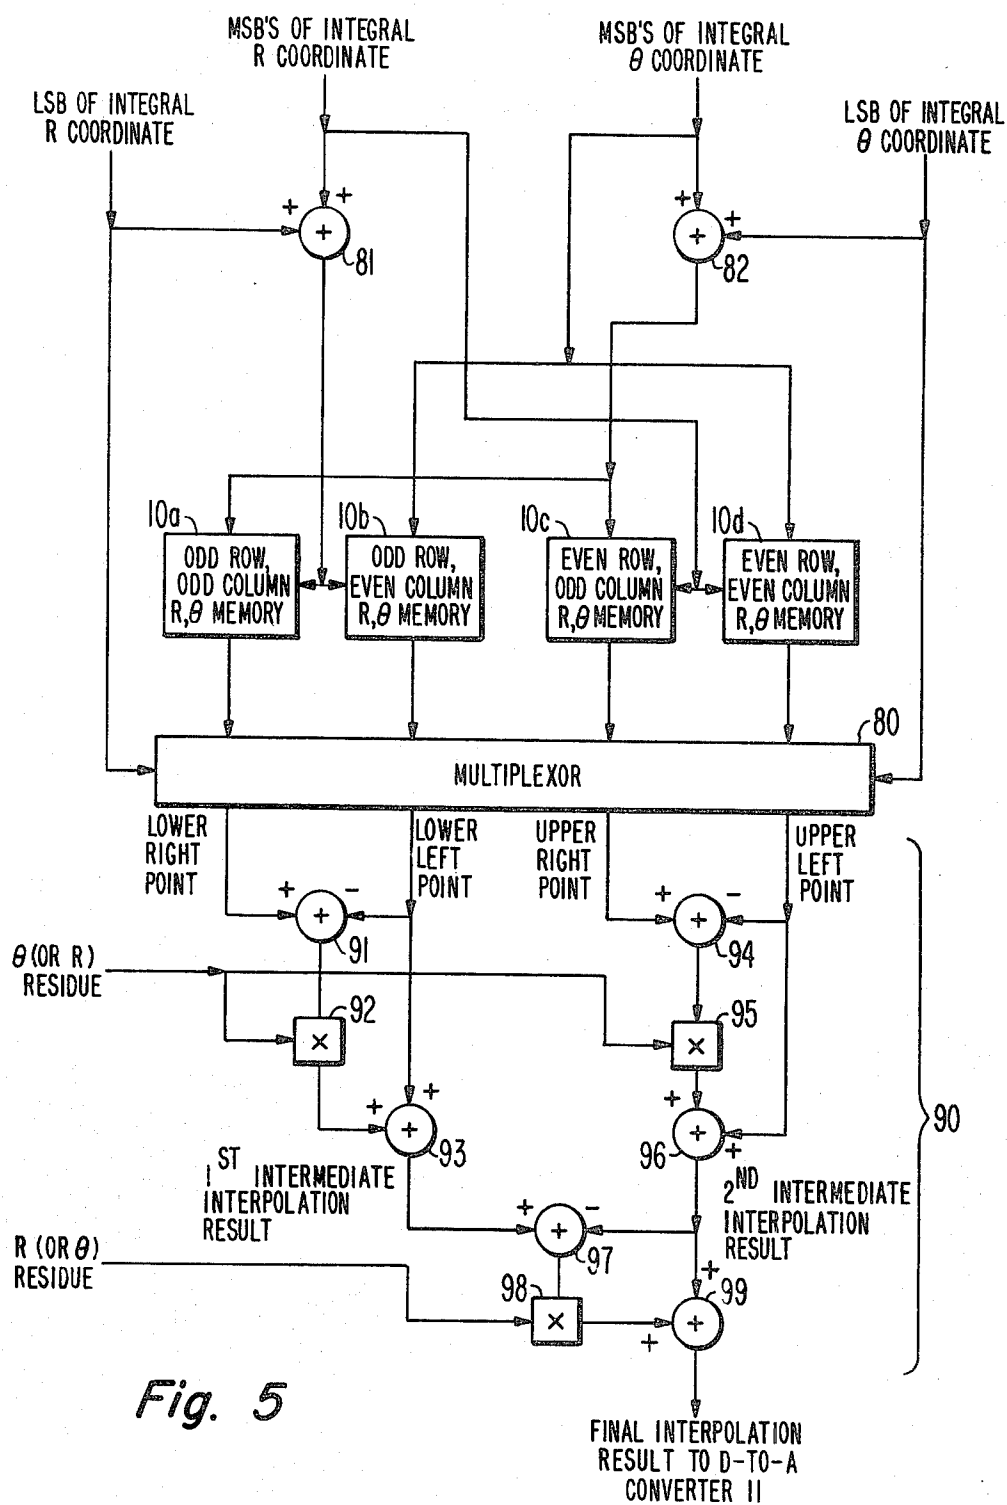 MSB'S OF INTEGRAL
R COORDINATE
MSB'S OF INTEGRAL
θ COORDINATE
LSB OF INTEGRAL
R COORDINATE
LSB OF INTEGRAL
θ COORDINATE
+ +
+
81
+ +
+
82
10a
ODD ROW,
ODD COLUMN
R,θ MEMORY
10b
ODD ROW,
EVEN COLUMN
R,θ MEMORY
10c
EVEN ROW,
ODD COLUMN
R,θ MEMORY
10d
EVEN ROW,
EVEN COLUMN
R,θ MEMORY
80
MULTIPLEXOR
LOWER
RIGHT
POINT
LOWER
LEFT
POINT
UPPER
RIGHT
POINT
UPPER
LEFT
POINT
+ −
+
91
+ −
+
94
θ (OR R)
RESIDUE
92
×
95
×
+ +
+
93
+
+
96
+
90
1ST INTERMEDIATE
INTERPOLATION
RESULT
2ND INTERMEDIATE
INTERPOLATION
RESULT
+ −
+
97
R (OR θ)
RESIDUE
98
×
+
99
+
+
Fig. 5
FINAL INTERPOLATION
RESULT TO D-TO-A
CONVERTER 11